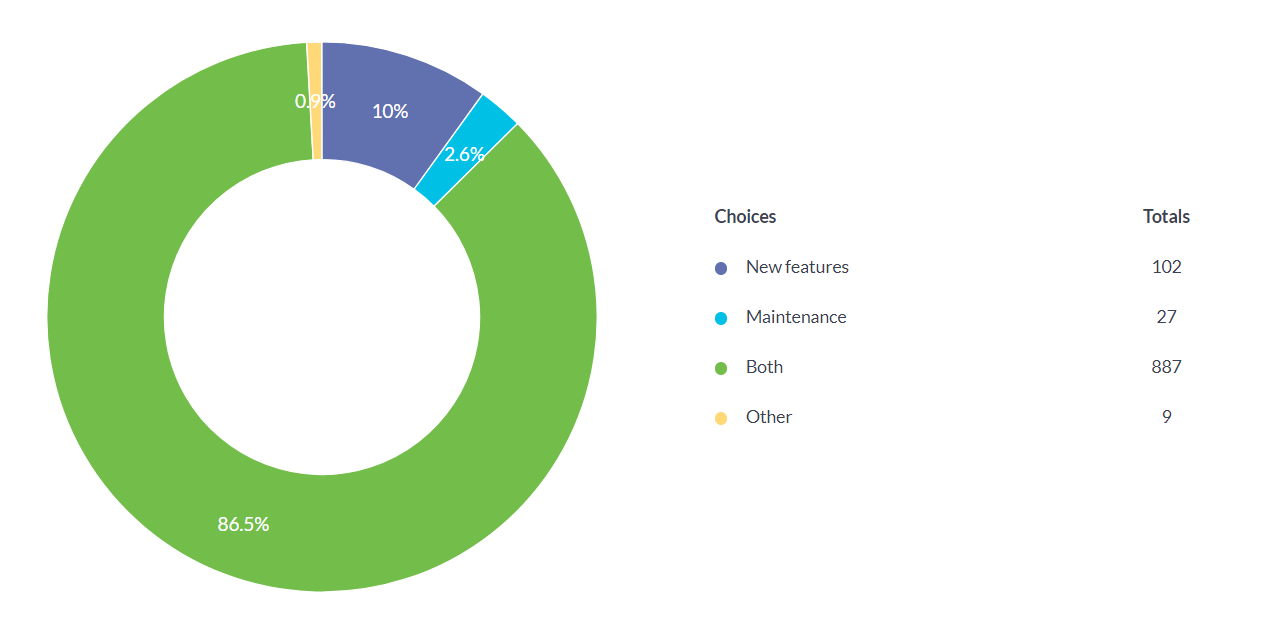 0.9%
10%
2.6%
86.5%
Choices Totals
New features 102
Maintenance 27
Both 887
Other 9